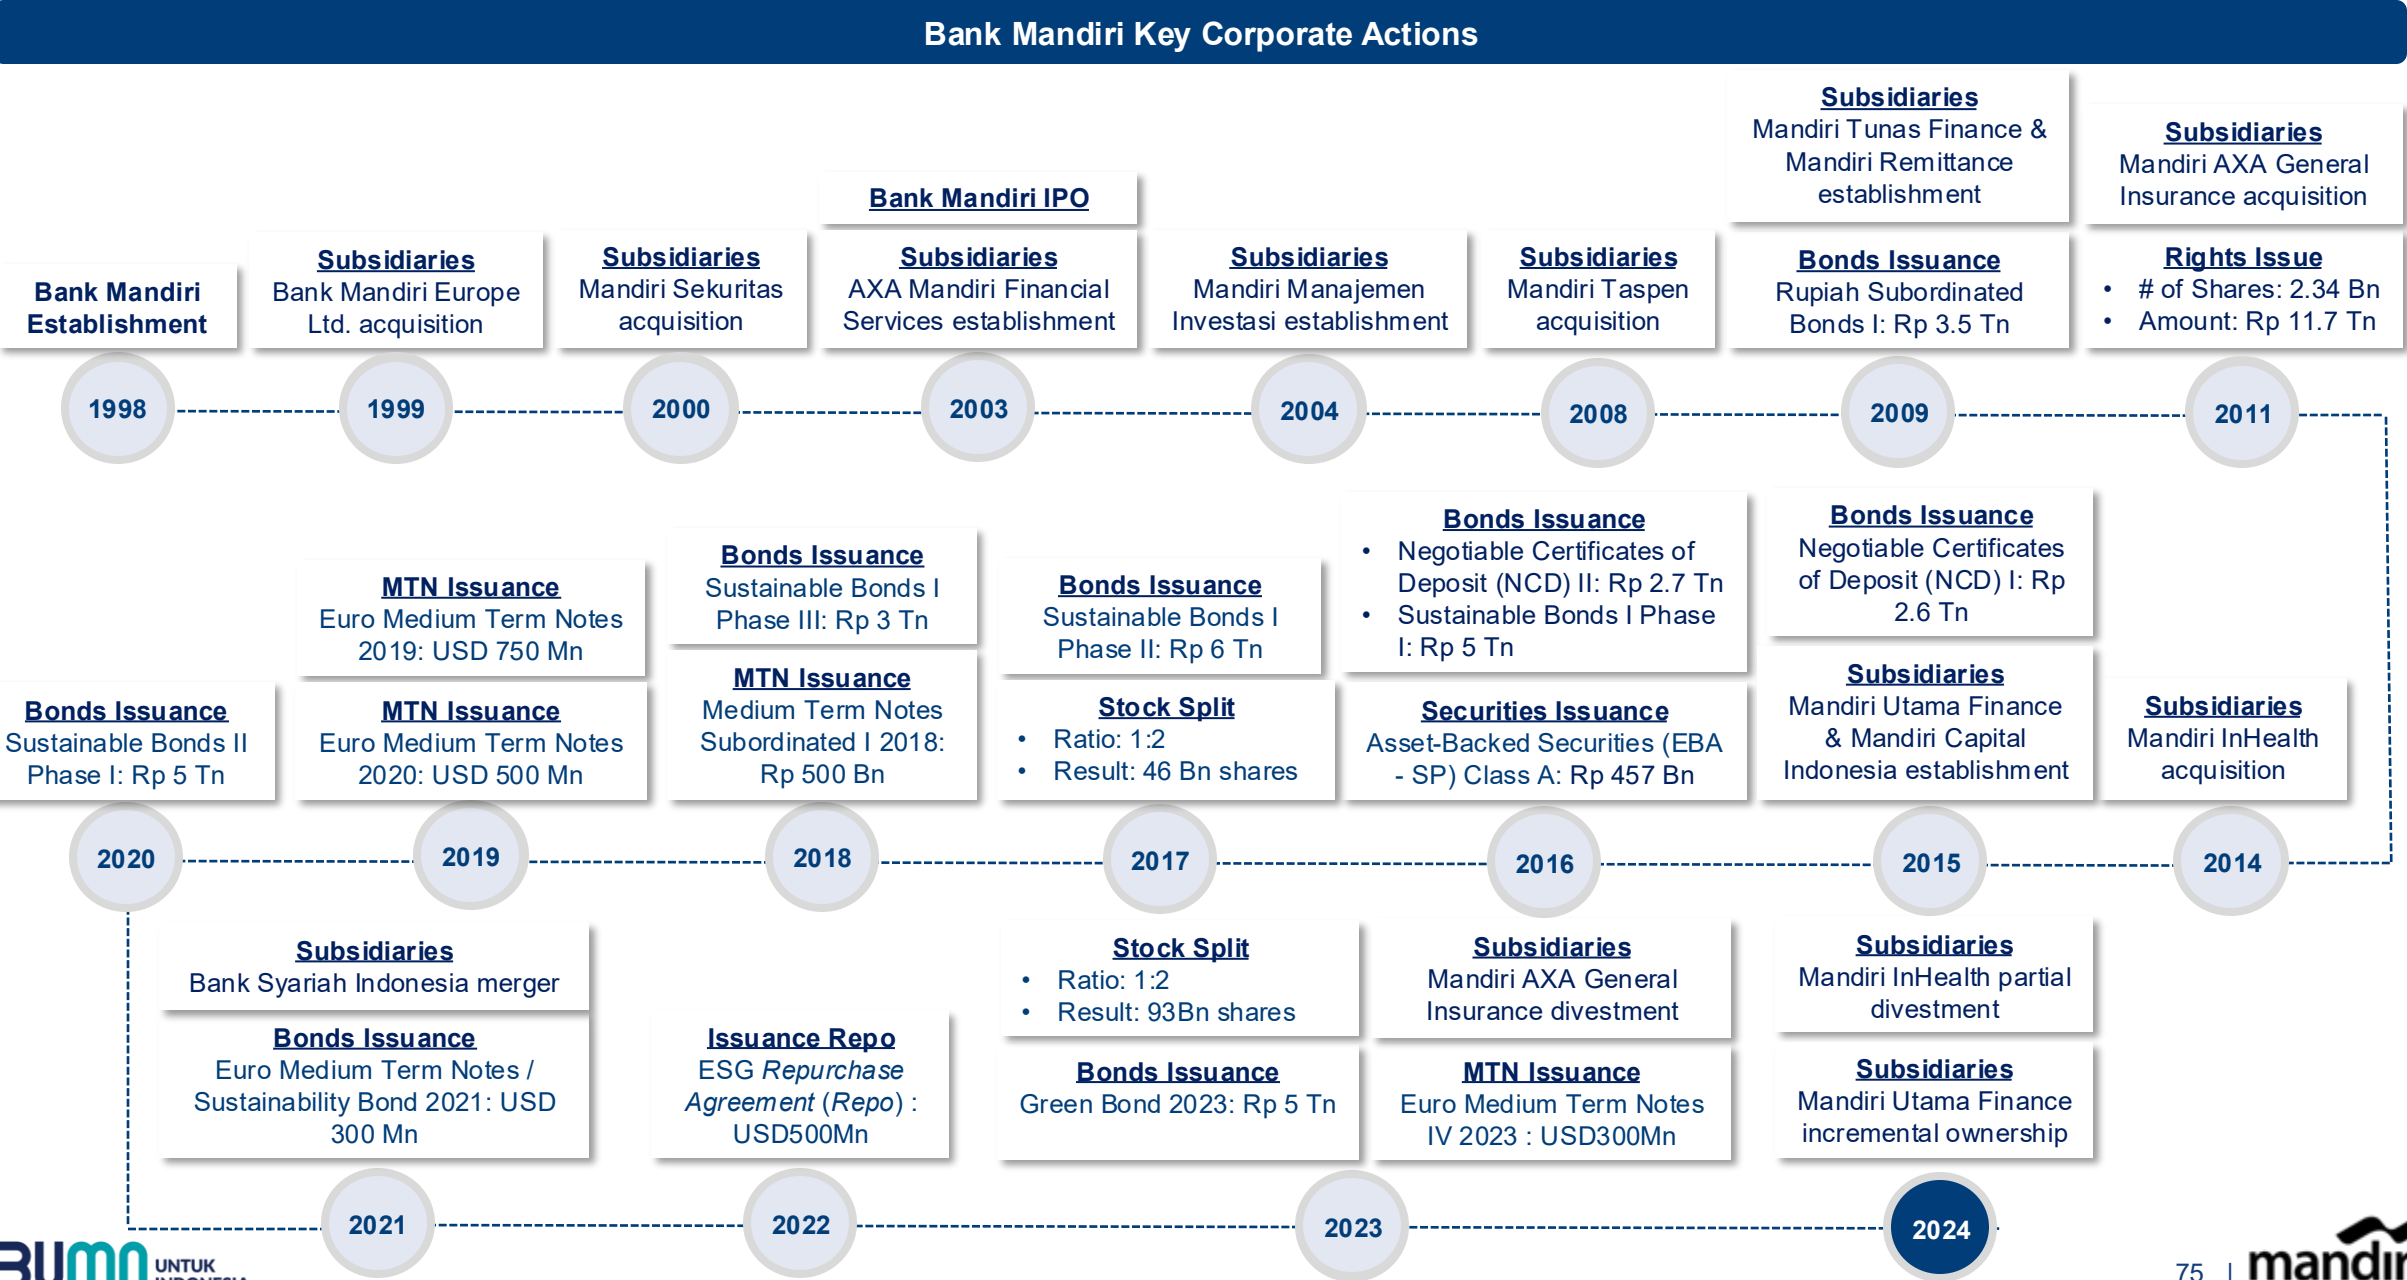 Bank Mandiri Key Corporate Actions
Bank Mandiri
Establishment
1998
Subsidiaries
Bank Mandiri Europe
Ltd. acquisition
1999
Subsidiaries
Mandiri Sekuritas
acquisition
2000
Bank Mandiri IPO
Subsidiaries
AXA Mandiri Financial
Services establishment
2003
Subsidiaries
Mandiri Manajemen
Investasi establishment
2004
Subsidiaries
Mandiri Taspen
acquisition
2008
Subsidiaries
Mandiri Tunas Finance &
Mandiri Remittance
establishment
Bonds Issuance
Rupiah Subordinated
Bonds I: Rp 3.5 Tn
2009
Subsidiaries
Mandiri AXA General
Insurance acquisition
Rights Issue
• # of Shares: 2.34 Bn
• Amount: Rp 11.7 Tn
2011
Bonds Issuance
Sustainable Bonds II
Phase I: Rp 5 Tn
2020
MTN Issuance
Euro Medium Term Notes
2019: USD 750 Mn
MTN Issuance
Euro Medium Term Notes
2020: USD 500 Mn
2019
Bonds Issuance
Sustainable Bonds I
Phase III: Rp 3 Tn
MTN Issuance
Medium Term Notes
Subordinated I 2018:
Rp 500 Bn
2018
Bonds Issuance
Sustainable Bonds I
Phase II: Rp 6 Tn
Stock Split
• Ratio: 1:2
• Result: 46 Bn shares
2017
Bonds Issuance
• Negotiable Certificates of
Deposit (NCD) II: Rp 2.7 Tn
• Sustainable Bonds I Phase
I: Rp 5 Tn
Securities Issuance
Asset-Backed Securities (EBA
- SP) Class A: Rp 457 Bn
2016
Bonds Issuance
Negotiable Certificates
of Deposit (NCD) I: Rp
2.6 Tn
Subsidiaries
Mandiri Utama Finance
& Mandiri Capital
Indonesia establishment
2015
Subsidiaries
Mandiri InHealth
acquisition
2014
Subsidiaries
Bank Syariah Indonesia merger
Bonds Issuance
Euro Medium Term Notes /
Sustainability Bond 2021: USD
300 Mn
2021
Issuance Repo
ESG Repurchase
Agreement (Repo) :
USD500Mn
2022
Stock Split
• Ratio: 1:2
• Result: 93Bn shares
Bonds Issuance
Green Bond 2023: Rp 5 Tn
Subsidiaries
Mandiri AXA General
Insurance divestment
MTN Issuance
Euro Medium Term Notes
IV 2023 : USD300Mn
2023
Subsidiaries
Mandiri InHealth partial
divestment
Subsidiaries
Mandiri Utama Finance
incremental ownership
2024
BUMN UNTUK
INDONESIA
75 |
mandiri